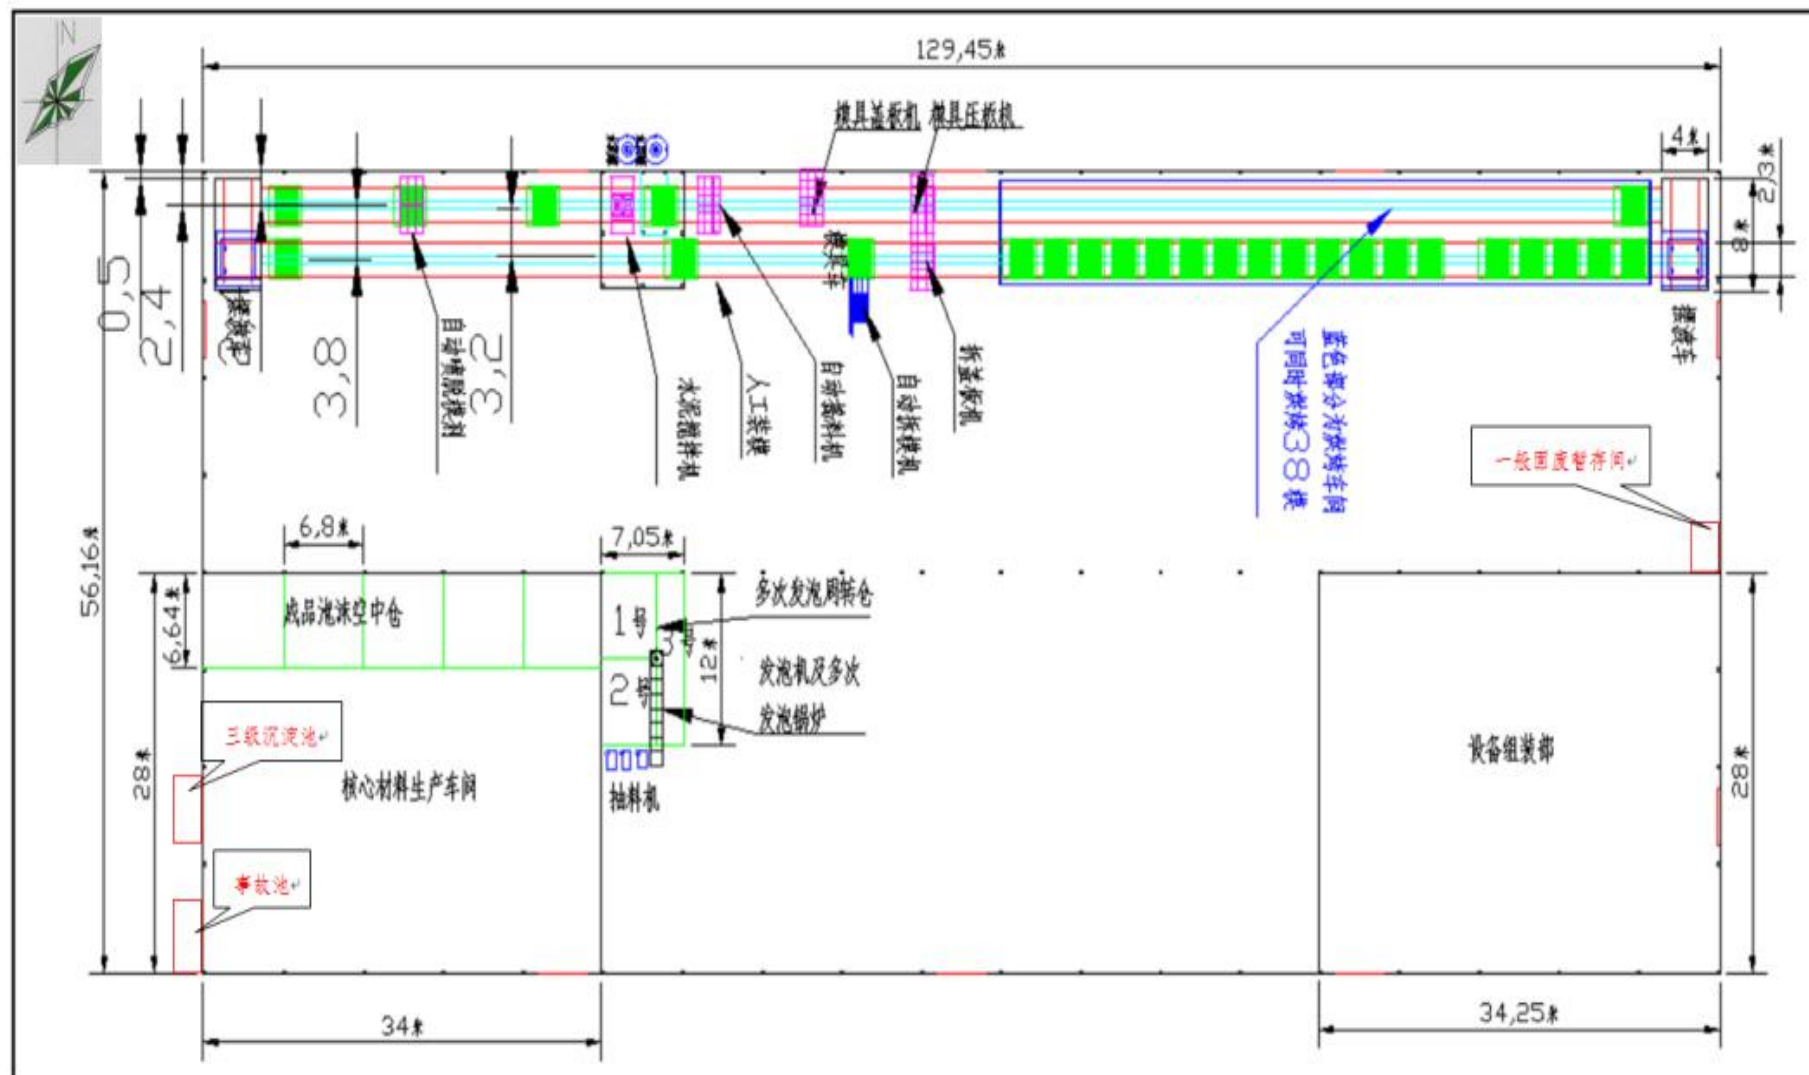 N
129,45米
模具盖板机
模具压板机
4米
2,3米
8米
0,5
2,4
摆渡车
3,8
自动喷脱模剂
3,2
水泥搅拌机
人工装模
自动摊料机
模具车
自动拆模机
拆盖板机
蓝色部分为烘烤车间
可同时烘烤38模
摆渡车
一般固废暂存间
56,16米
6,8米
7,05米
6,64米
成品泡沫空中仓
1号
2号
3号
12米
多次发泡周转仓
发泡机及多次
发泡锅炉
抽料机
三级沉淀池
28米
核心材料生产车间
事故池
设备组装部
28米
34米
34,25米